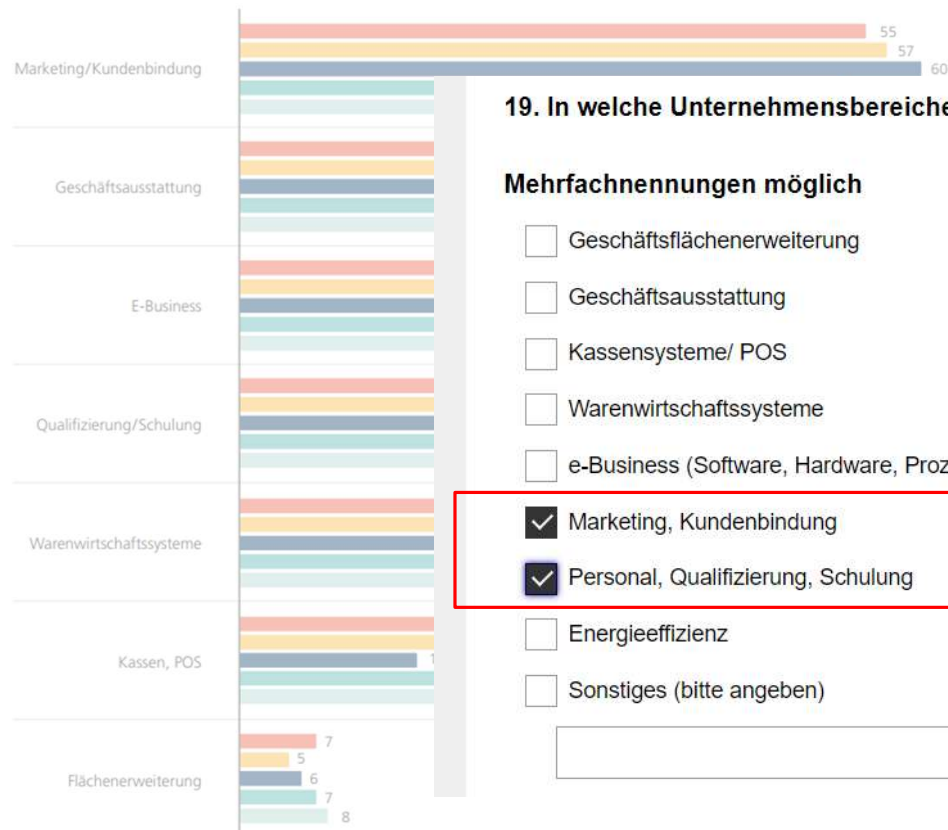 55
57
Marketing/Kundenbindung
60
19. In welche Unternehmensbereiche
Mehrfachnennungen möglich
Geschäftsausstattung
Geschäftsflächenerweiterung
Geschäftsausstattung
E-Business
Kassensysteme/ POS
Warenwirtschaftssysteme
Qualifizierung/Schulung
e-Business (Software, Hardware, Proz
Marketing, Kundenbindung
Warenwirtschaftssysteme
Personal, Qualifizierung, Schulung
Energieeffizienz
Kassen, POS
Sonstiges (bitte angeben)
7
5
Flächenerweiterung
6
7
8